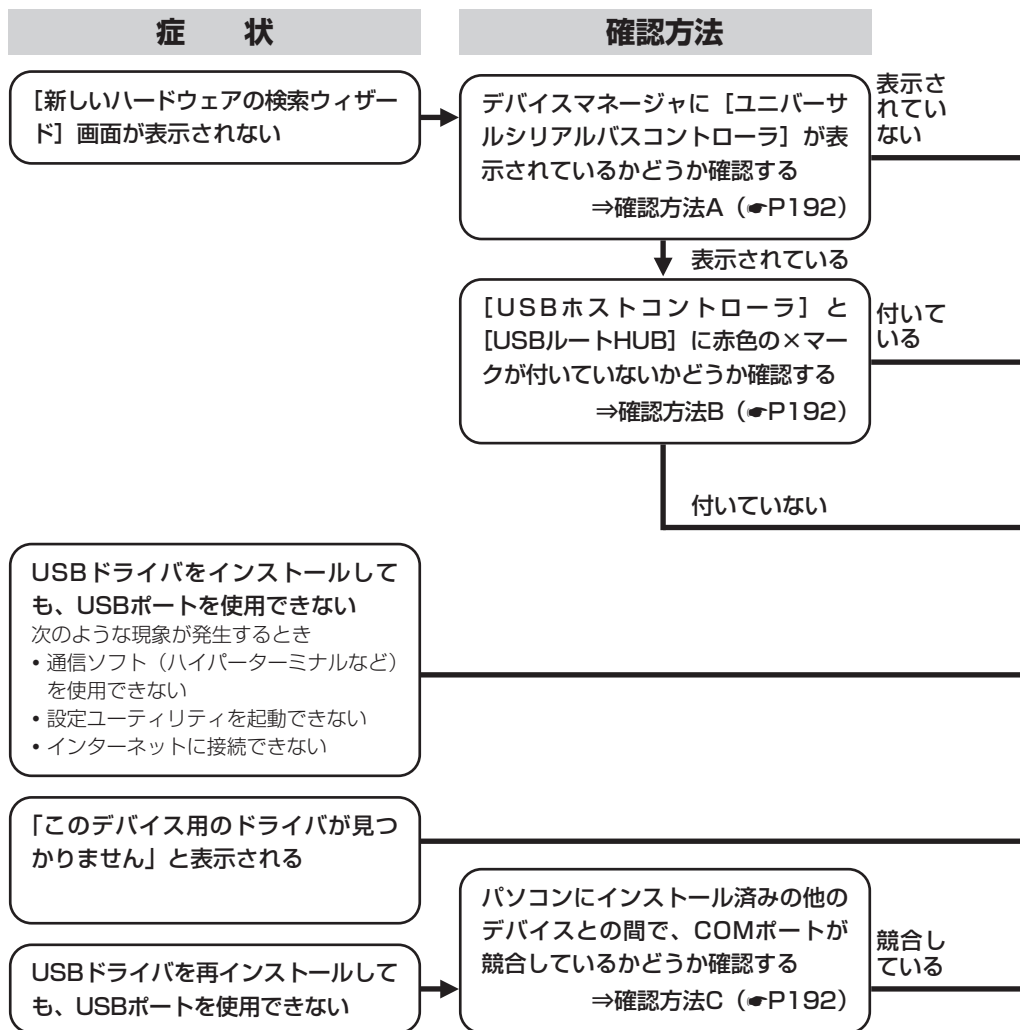 症　状
確認方法
[新しいハードウェアの検索ウィザー
ド] 画面が表示されない
デバイスマネージャに [ユニバーサ
ルシリアルバスコントローラ] が表
示されているかどうか確認する
⇒確認方法A（☛P192）
表示さ
れてい
ない
表示されている
[USBホストコントローラ] と
[USBルートHUB] に赤色の×マー
クが付いていないかどうか確認する
⇒確認方法B（☛P192）
付いて
いる
付いていない
USBドライバをインストールして
も、USBポートを使用できない
次のような現象が発生するとき
• 通信ソフト（ハイパーターミナルなど）
を使用できない
• 設定ユーティリティを起動できない
• インターネットに接続できない
「このデバイス用のドライバが見つ
かりません」と表示される
USBドライバを再インストールして
も、USBポートを使用できない
パソコンにインストール済みの他の
デバイスとの間で、COMポートが
競合しているかどうか確認する
⇒確認方法C（☛P192）
競合し
ている